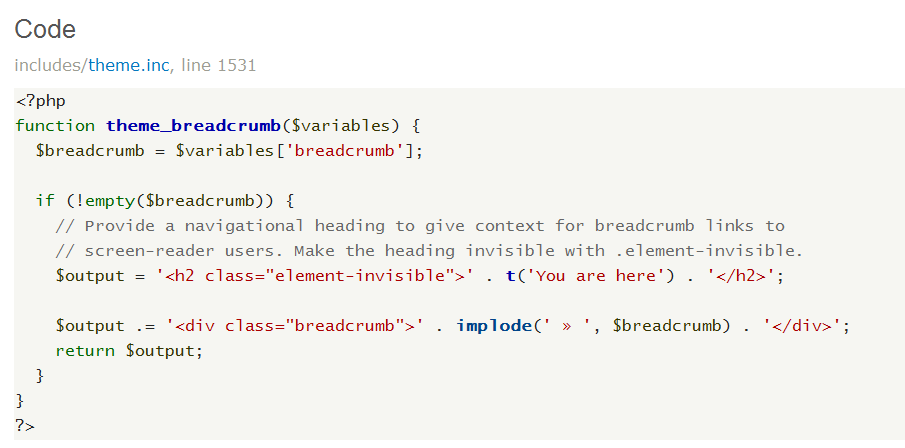 Code
includes/theme.inc, line 1531
<?php
function theme_breadcrumb($variables) {
  $breadcrumb = $variables['breadcrumb'];

  if (!empty($breadcrumb)) {
    // Provide a navigational heading to give context for breadcrumb links to
    // screen-reader users. Make the heading invisible with .element-invisible.
    $output = '<h2 class="element-invisible">' . t('You are here') . '</h2>';

    $output .= '<div class="breadcrumb">' . implode(' » ', $breadcrumb) . '</div>';
    return $output;
  }
}
?>